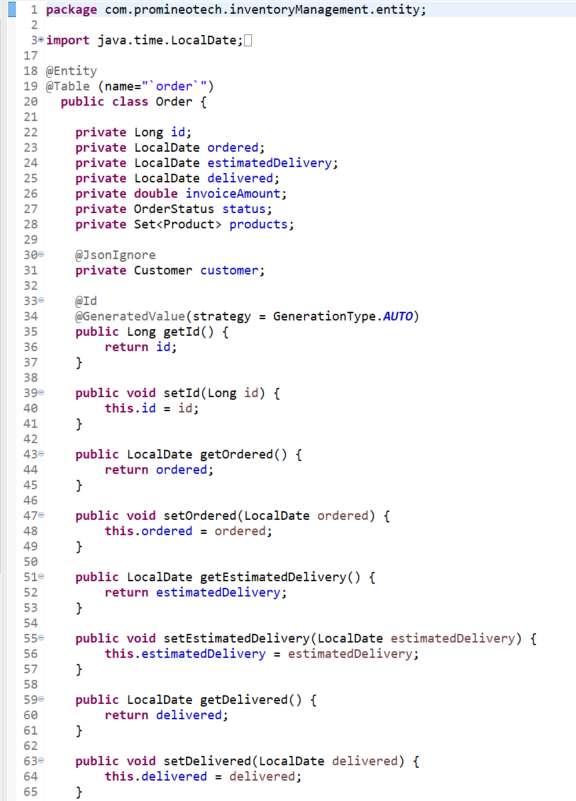 1 package com.promineotech.inventoryManagement.entity;
2
3 import java.time.LocalDate;
17
18 @Entity
19 @Table (name="`order`")
20 public class Order {
21
22 private Long id;
23 private LocalDate ordered;
24 private LocalDate estimatedDelivery;
25 private LocalDate delivered;
26 private double invoiceAmount;
27 private OrderStatus status;
28 private Set<Product> products;
29
30 @JsonIgnore
31 private Customer customer;
32
33 @Id
34 @GeneratedValue(strategy = GenerationType.AUTO)
35 public Long getId() {
36 return id;
37 }
38
39 public void setId(Long id) {
40 this.id = id;
41 }
42
43 public LocalDate getOrdered() {
44 return ordered;
45 }
46
47 public void setOrdered(LocalDate ordered) {
48 this.ordered = ordered;
49 }
50
51 public LocalDate getEstimatedDelivery() {
52 return estimatedDelivery;
53 }
54
55 public void setEstimatedDelivery(LocalDate estimatedDelivery) {
56 this.estimatedDelivery = estimatedDelivery;
57 }
58
59 public LocalDate getDelivered() {
60 return delivered;
61 }
62
63 public void setDelivered(LocalDate delivered) {
64 this.delivered = delivered;
65 }